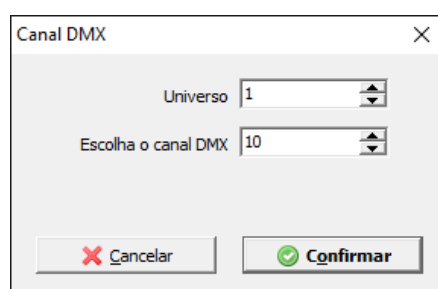 Canal DMX
Universo 1
Escolha o canal DMX 10
Cancelar Confirmar